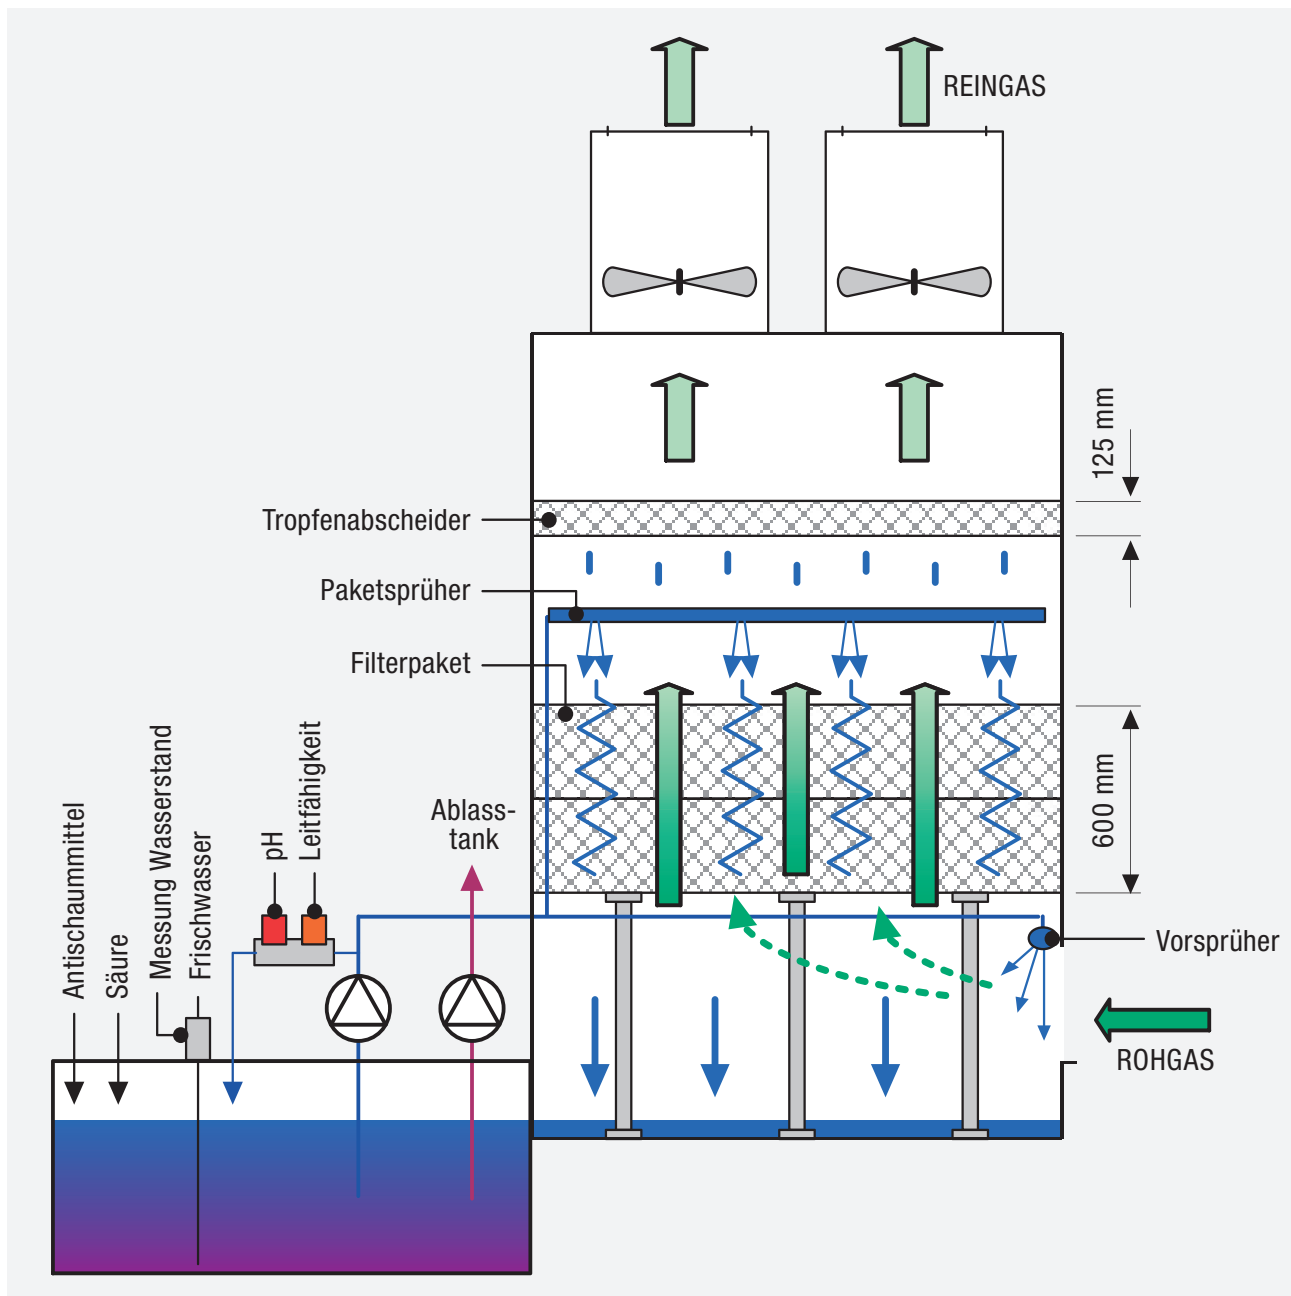 REINGAS
125 mm
Tropfenabscheider
Paketsprüher
Filterpaket
600 mm
Antischaummittel
Säure
Messung Wasserstand
Frischwasser
pH
Leitfähigkeit
Ablass-
tank
Vorsprüher
ROHGAS